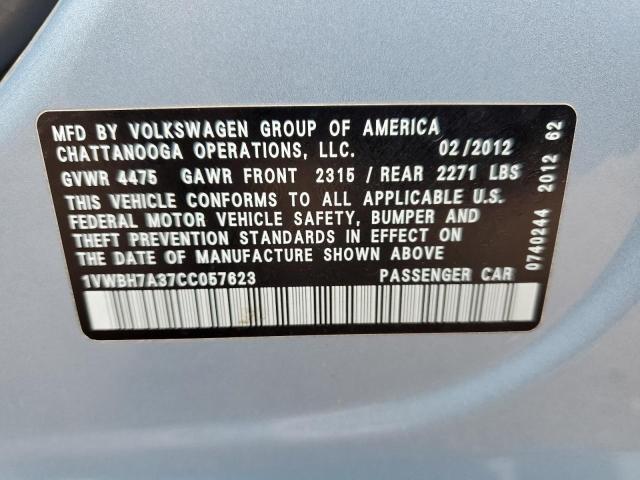 MFD BY VOLKSWAGEN GROUP OF AMERICA
CHATTANOOGA OPERATIONS, LLC. 02/2012
GVWR 4475 GAWR FRONT 2315 / REAR 2271 LBS
THIS VEHICLE CONFORMS TO ALL APPLICABLE U.S.
FEDERAL MOTOR VEHICLE SAFETY, BUMPER AND
THEFT PREVENTION STANDARDS IN EFFECT ON
THE DATE OF MANUFACTURE SHOWN ABOVE
1VWBH7A37CC057623 PASSENGER CAR
0740244 2012 62